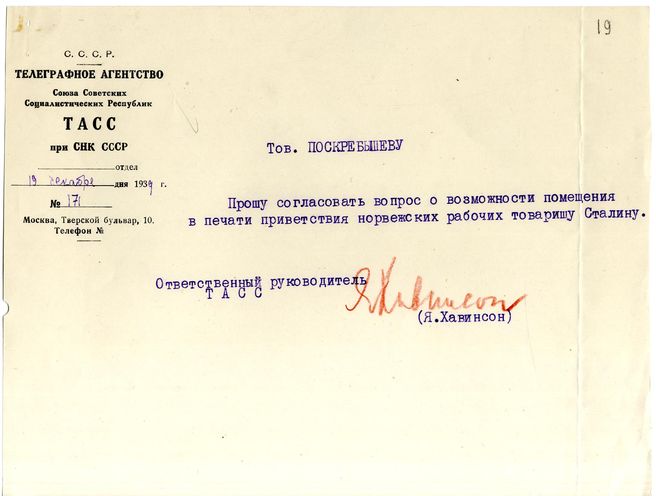 19
С. С. С. Р.
ТЕЛЕГРАФНОЕ АГЕНТСТВО
Союза Советских
Социалистических Республик
ТАСС
при СНК СССР
отдел
19 декабря дня 1939 г.
№ 171
Москва, Тверской бульвар, 10.
Телефон №
Тов. ПОСКРЕБЫШЕВУ
Прошу согласовать вопрос о возможности помещения
в печати приветствия норвежских рабочих товарищу Сталину.
Ответственный руководитель
ТАСС
Я.Хавинсон
(Я.Хавинсон)